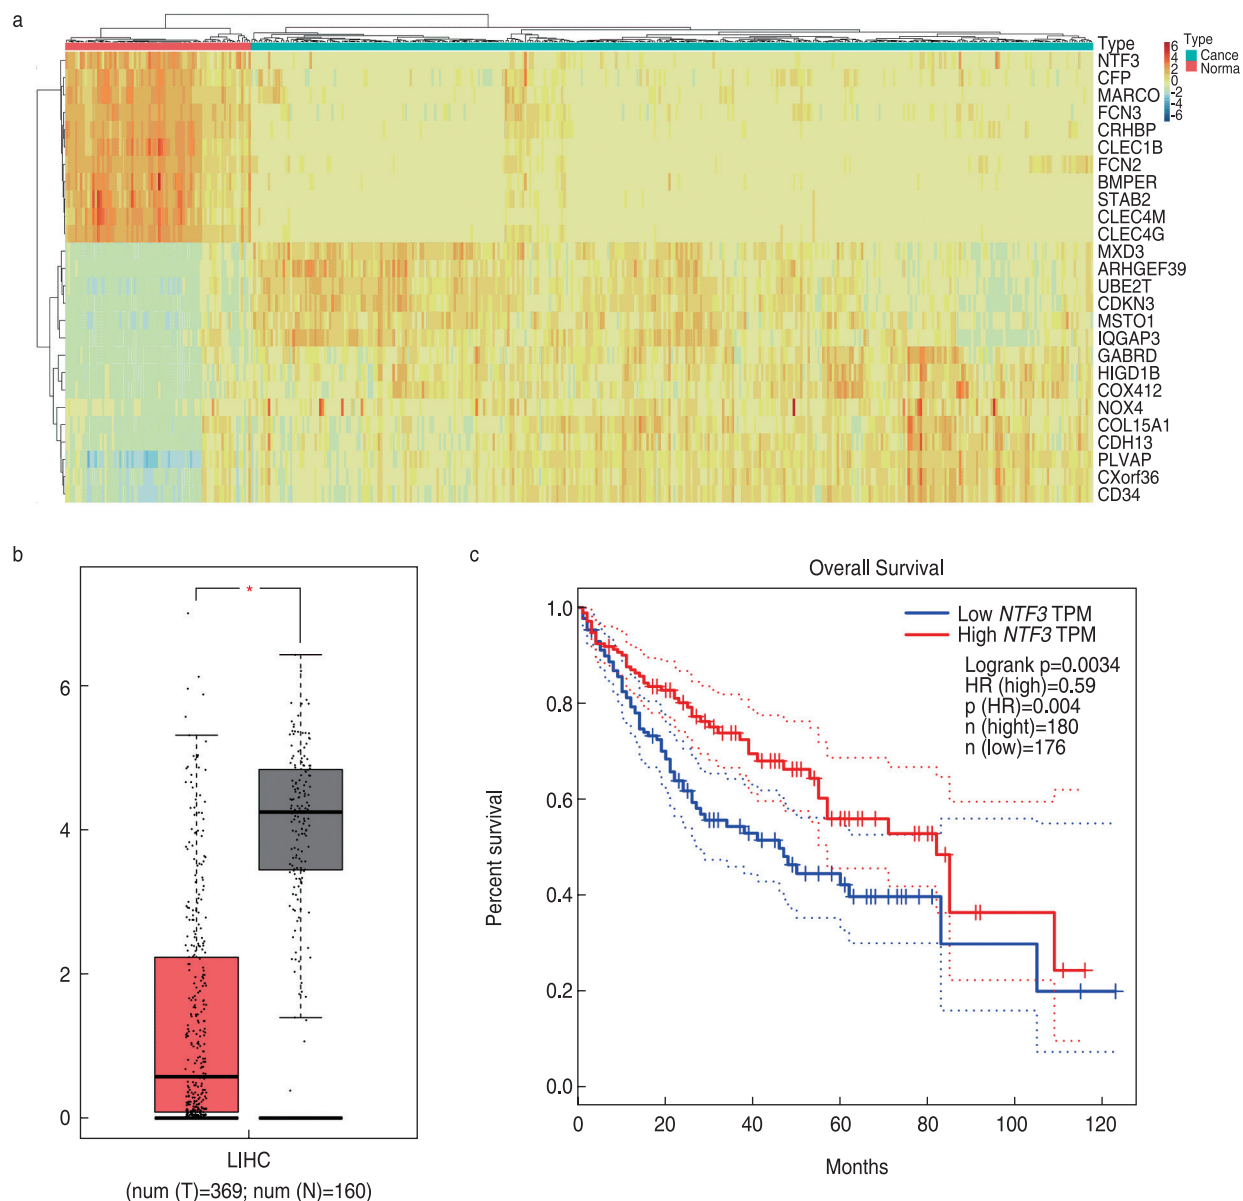 a
Type
NTF3
CFP
MARCO
FCN3
CRHBP
CLEC1B
FCN2
BMPER
STAB2
CLEC4M
CLEC4G
MXD3
ARHGEF39
UBE2T
CDKN3
MSTO1
IQGAP3
GABRD
HIGD1B
COX412
NOX4
COL15A1
CDH13
PLVAP
CXorf36
CD34
6
4
2
0
-2
-4
-6
Type
Cance
Norma
b
*
6
4
2
0
LIHC
(num (T)=369; num (N)=160)
c
Overall Survival
Low NTF3 TPM
High NTF3 TPM
Logrank p=0.0034
HR (high)=0.59
p (HR)=0.004
n (hight)=180
n (low)=176
Percent survival
1.0
0.8
0.6
0.4
0.2
0.0
0 20 40 60 80 100 120
Months